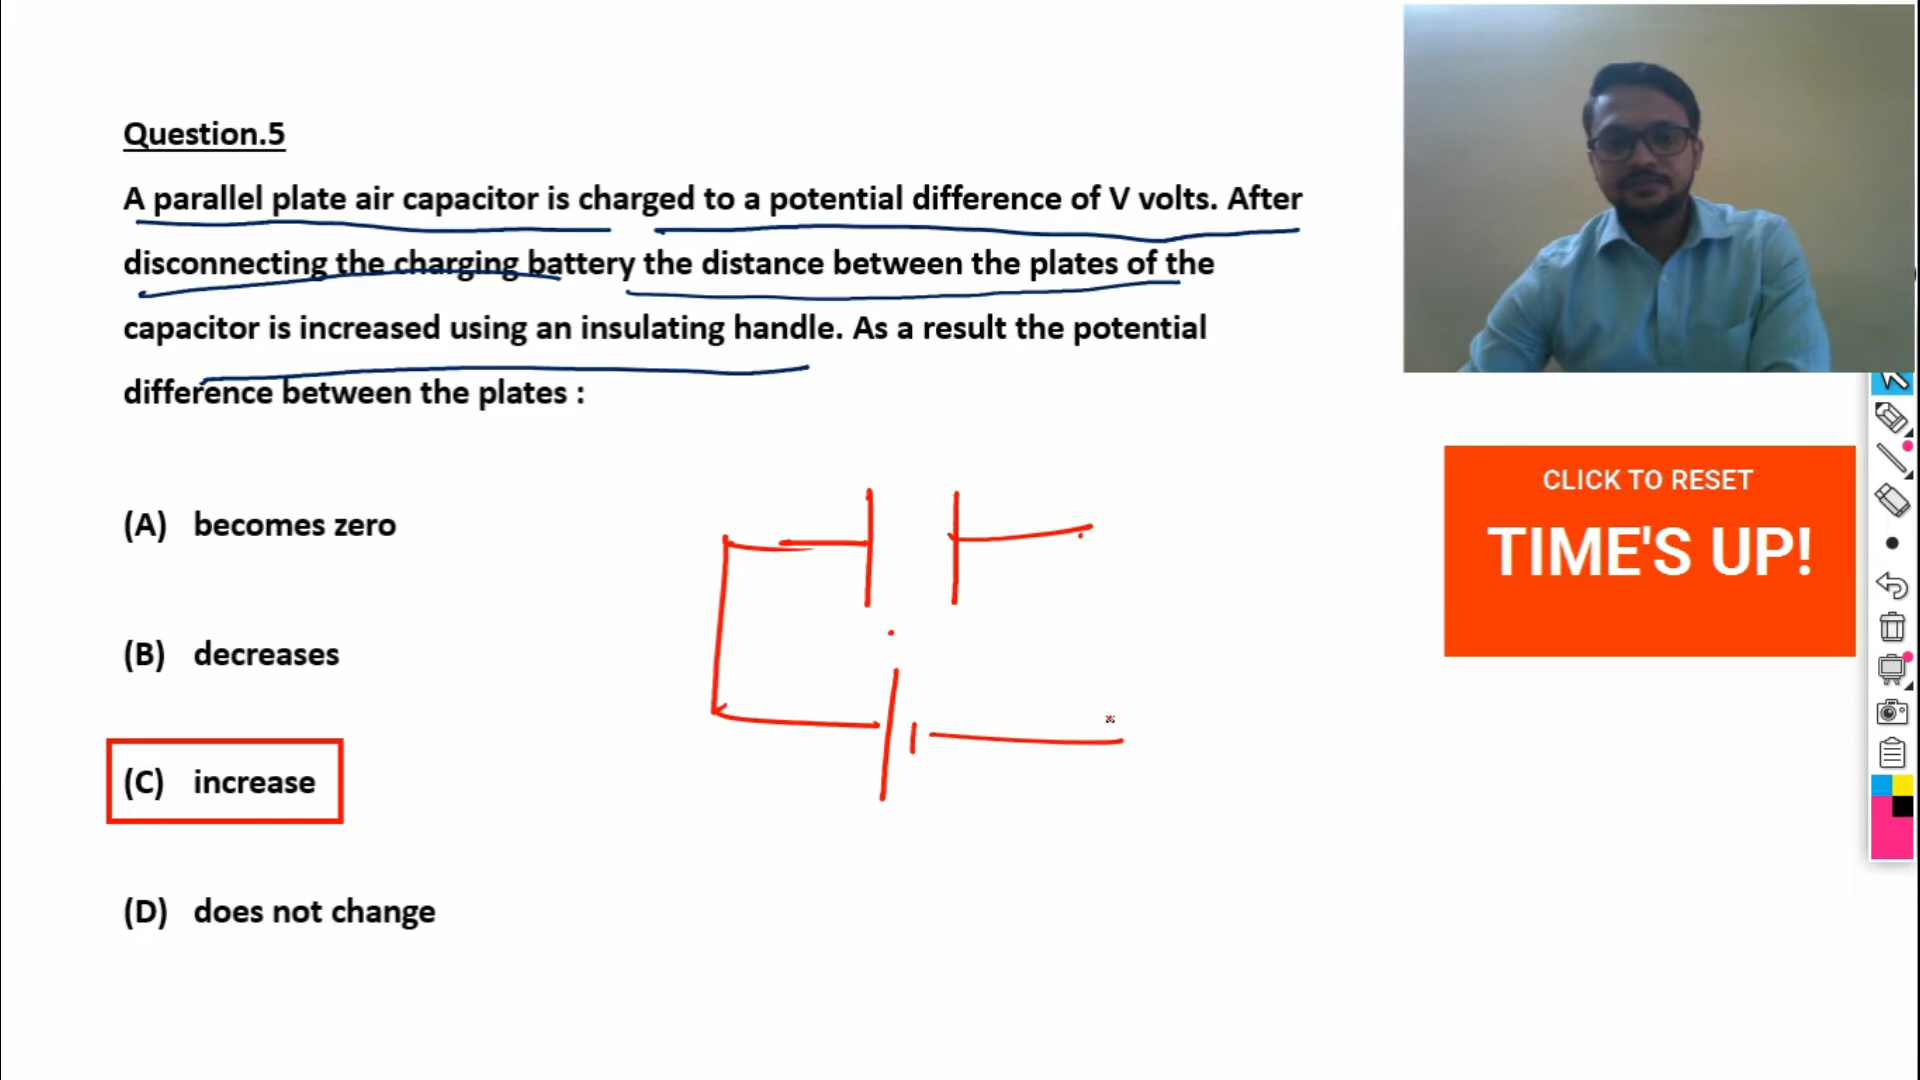 Question.5
A parallel plate air capacitor is charged to a potential difference of V volts. After
disconnecting the charging battery the distance between the plates of the
capacitor is increased using an insulating handle. As a result the potential
difference between the plates :
(A) becomes zero
(B) decreases
(C) increase
(D) does not change
CLICK TO RESET
TIME'S UP!